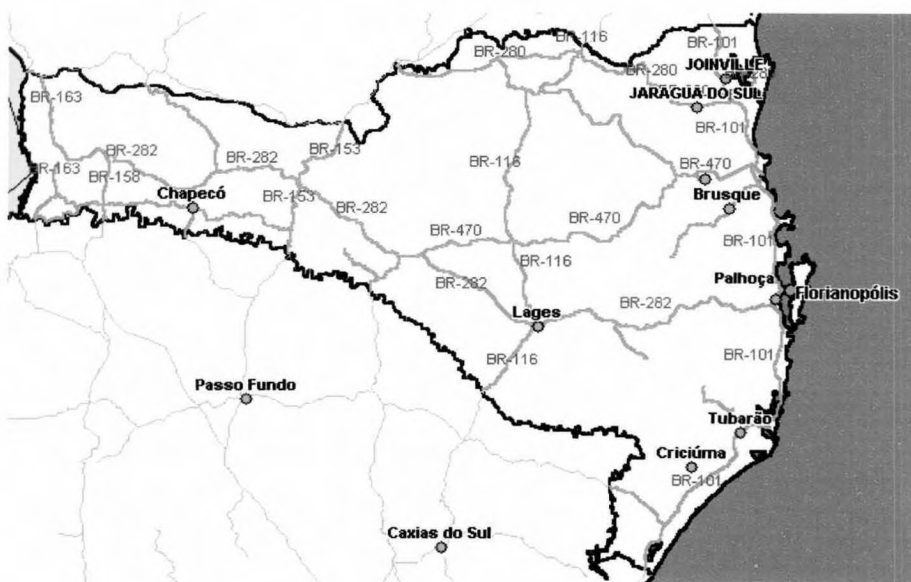 BR-116
BR-101
BR-280
JOINVILLE
BR-280
BR-163
JARAGUA DO SUL
BR-101
BR-153
BR-282
BR-282
BR-116
BR-470
BR-163
BR-158
Chapecó
BR-153
Brusque
BR-282
BR-470
BR-470
BR-101
BR-116
Palhoça
Florianópolis
BR-282
BR-282
Lages
BR-116
BR-101
Passo Fundo
Tubarão
Criciúma
BR-101
Caxias do Sul